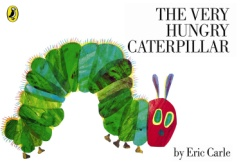 THE VERY
HUNGRY
CATERPILLAR
by Eric Carle